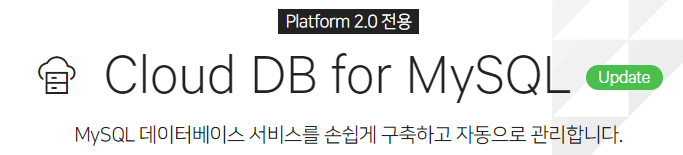 Platform 2.0 전용
Cloud DB for MySQL Update
MySQL 데이터베이스 서비스를 손쉽게 구축하고 자동으로 관리합니다.